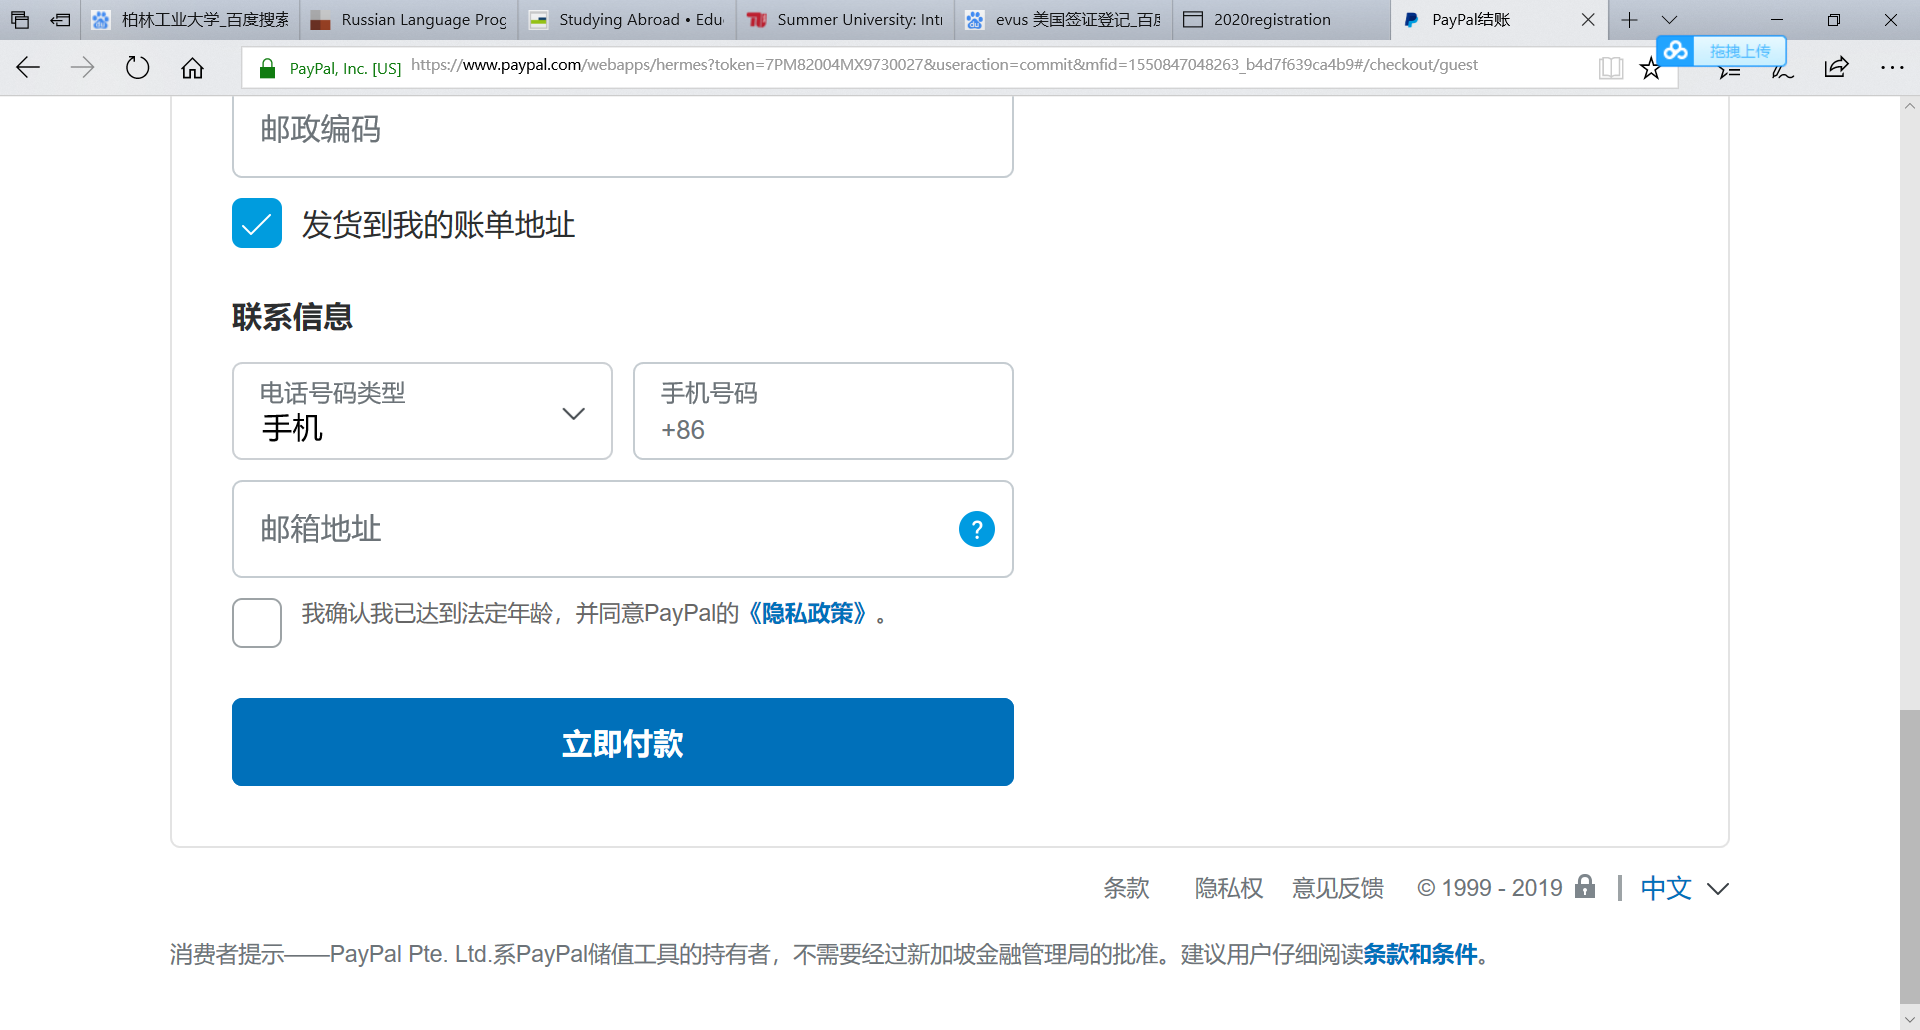 柏林工业大学_百度搜索
Russian Language Prog
Studying Abroad • Edu
Summer University: Intr
evus 美国签证登记_百度
2020registration
PayPal结账
拖拽上传
PayPal, Inc. [US]
https://www.paypal.com/webapps/hermes?token=7PM82004MX9730027&useraction=commit&mfid=1550847048263_b4d7f639ca4b9#/checkout/guest
邮政编码
发货到我的账单地址
联系信息
电话号码类型
手机
手机号码
+86
邮箱地址
?
我确认我已达到法定年龄，并同意PayPal的《隐私政策》。
立即付款
条款 隐私权 意见反馈 © 1999 - 2019 | 中文
消费者提示——PayPal Pte. Ltd.系PayPal储值工具的持有者，不需要经过新加坡金融管理局的批准。建议用户仔细阅读条款和条件。